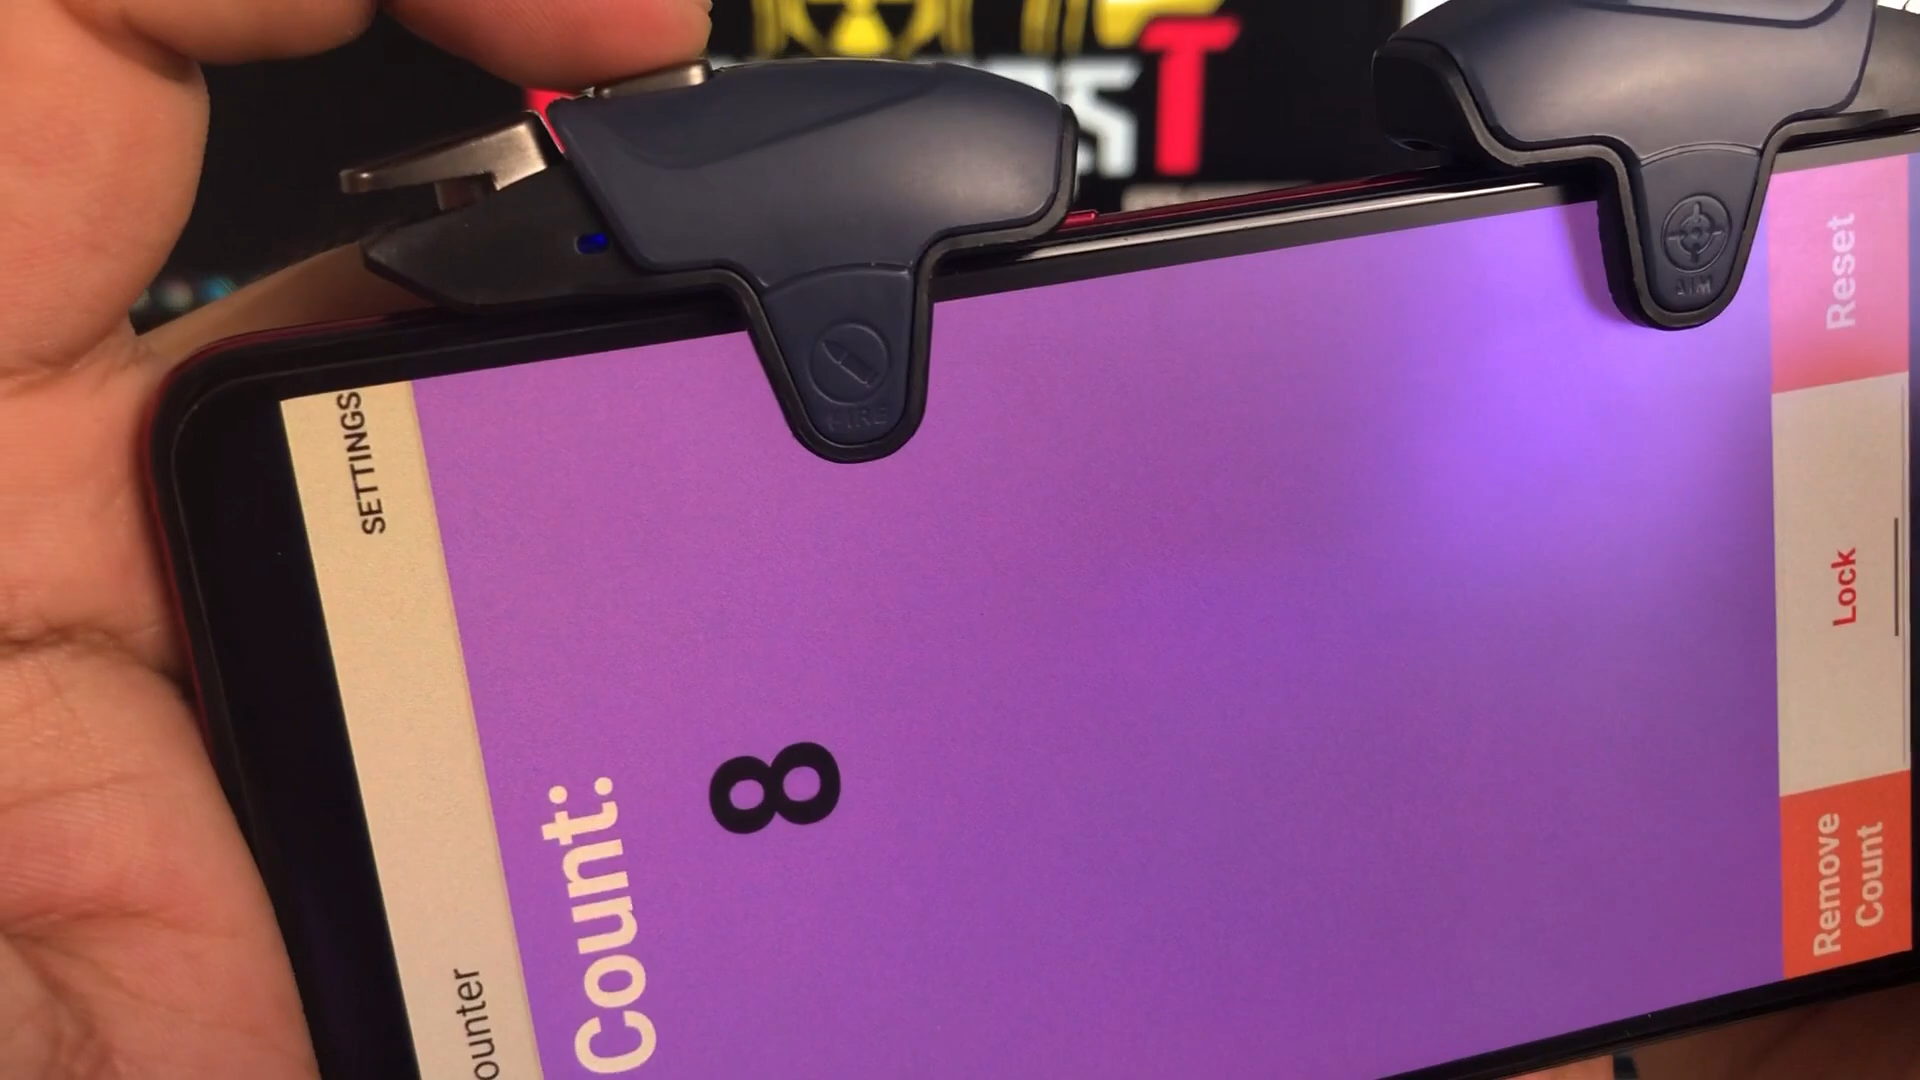 SETTINGS
ounter
Count:
8
FIRE
AIM
Reset
Lock
Remove
Count